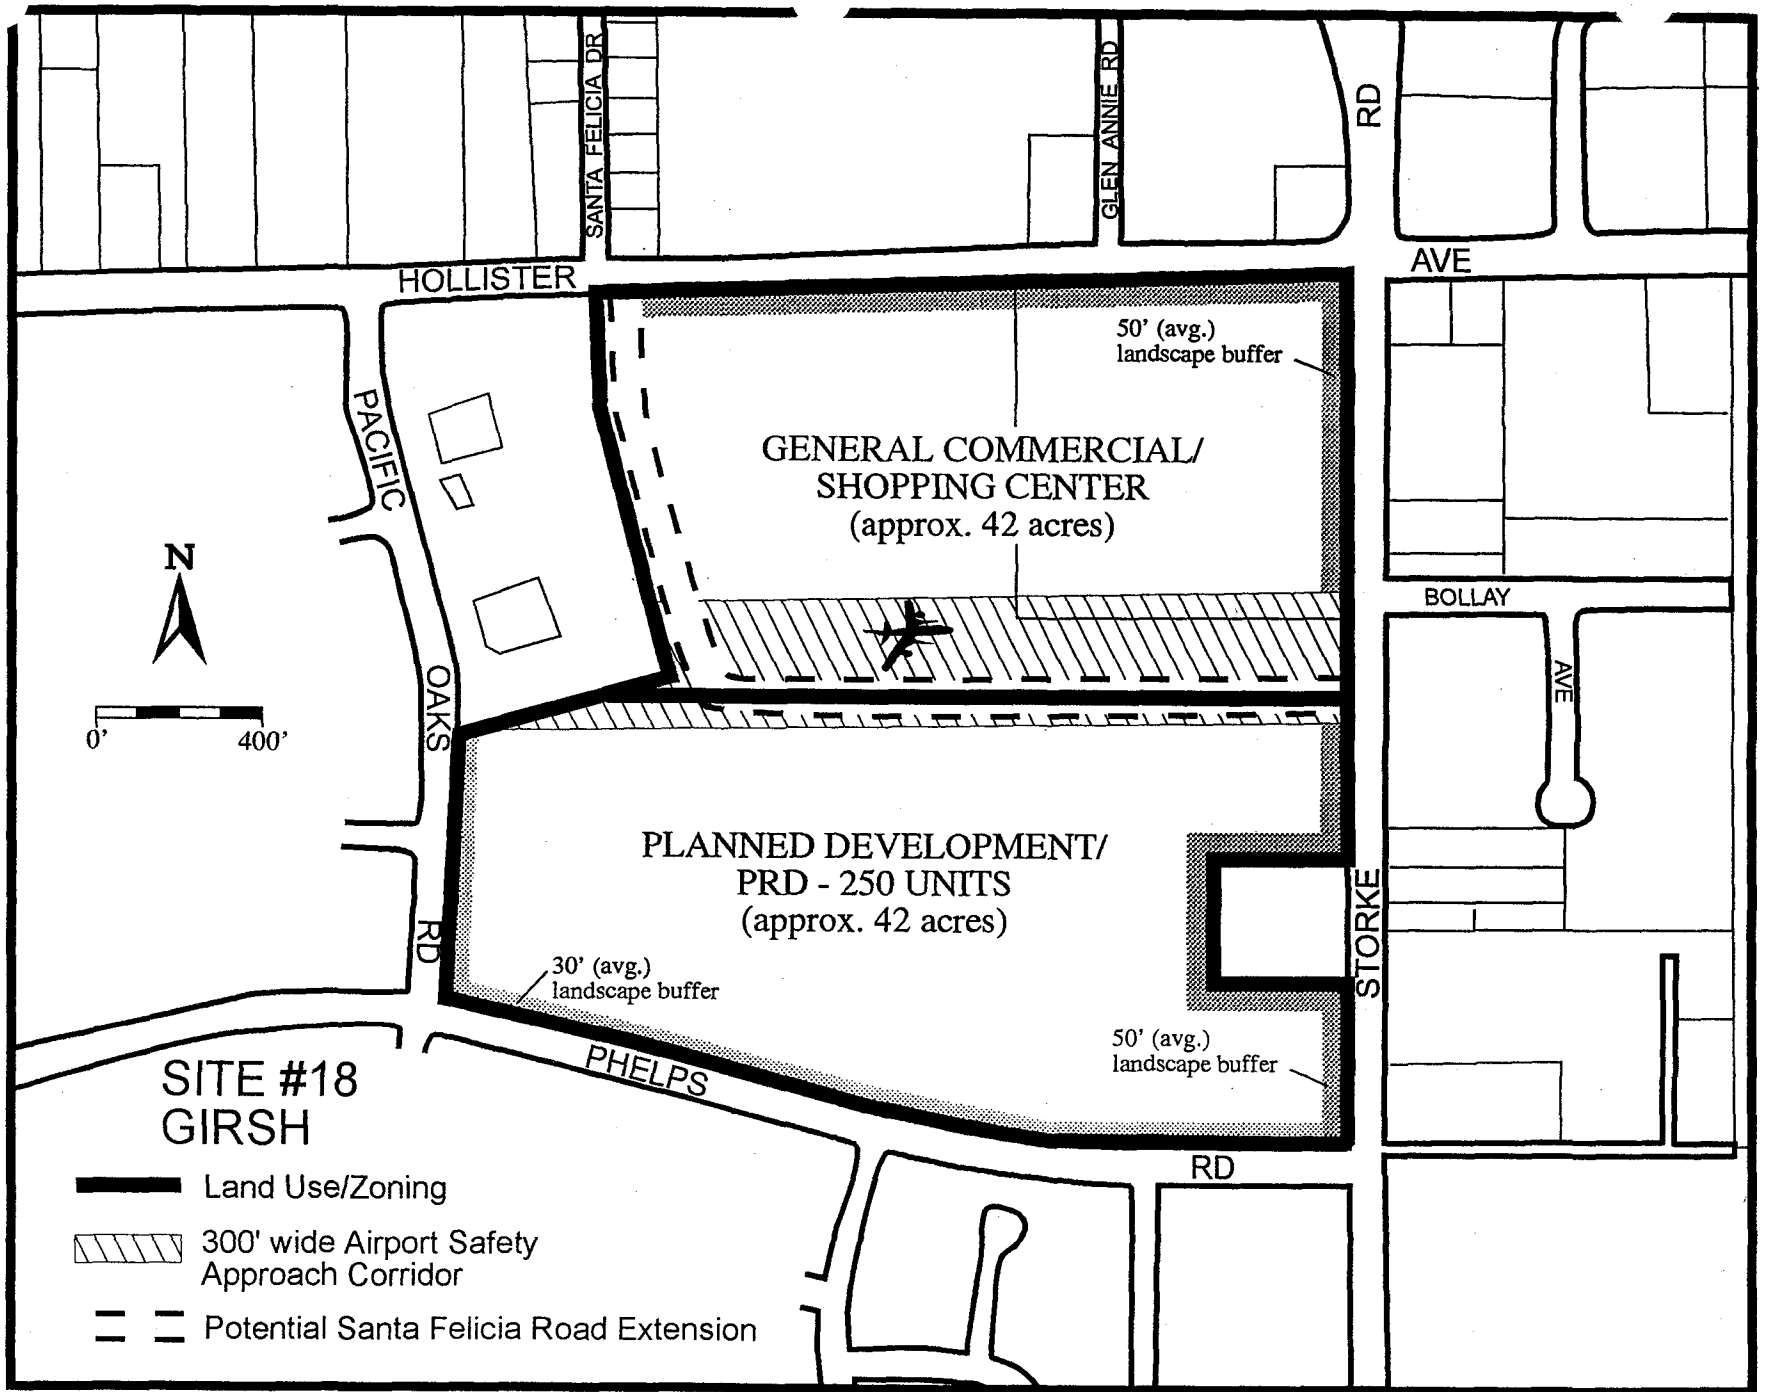 SANTA FELICIA DR
GLEN ANNIE RD
RD
HOLLISTER
AVE
50' (avg.)
landscape buffer
PACIFIC
GENERAL COMMERCIAL/
SHOPPING CENTER
(approx. 42 acres)
N
BOLLAY
AVE
OAKS
0'
400'
PLANNED DEVELOPMENT/
PRD - 250 UNITS
(approx. 42 acres)
STORKE
RD
30' (avg.)
landscape buffer
50' (avg.)
landscape buffer
PHELPS
RD
SITE #18
GIRSH
Land Use/Zoning
300' wide Airport Safety
Approach Corridor
Potential Santa Felicia Road Extension